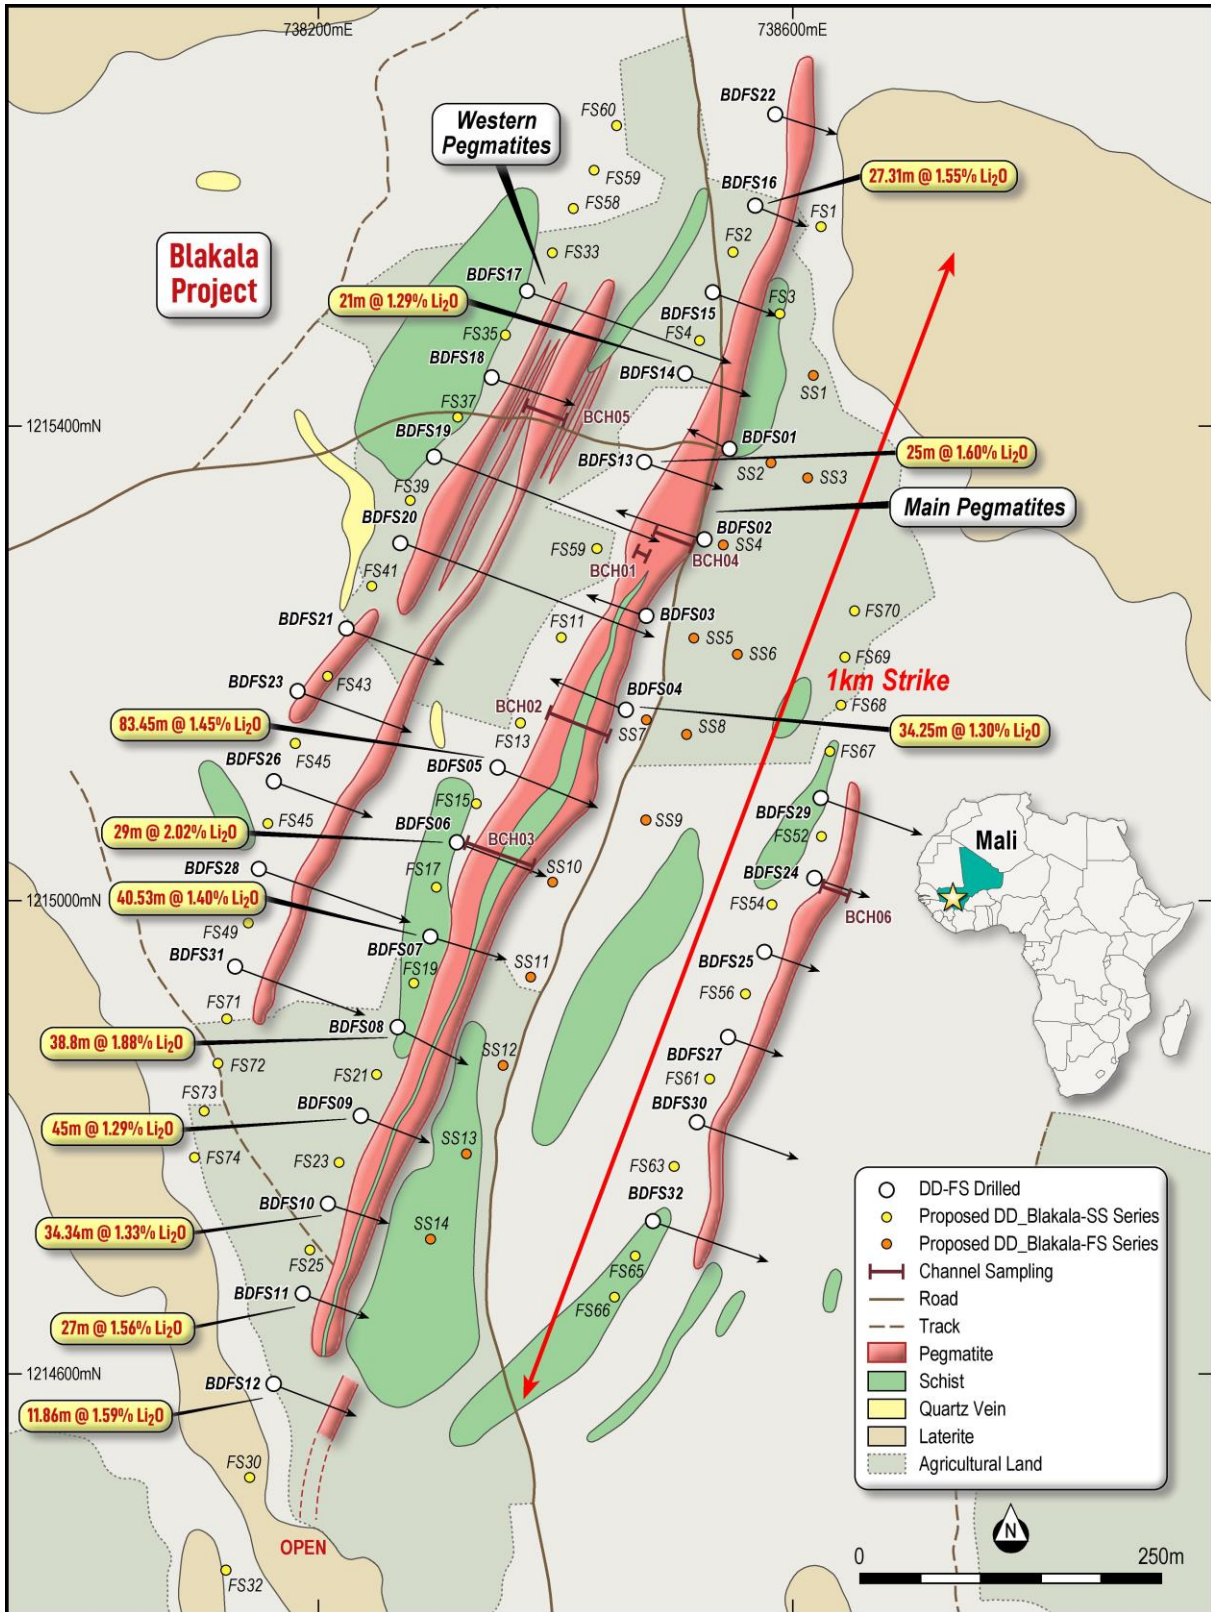 738200mE
738600mE
BDFS22
FS60
Western
Pegmatites
27.31m @ 1.55% Li2O
FS59
BDFS16
FS58
FS1
FS2
Blakala
Project
FS33
BDFS17
21m @ 1.29% Li2O
BDFS15
FS3
FS35
FS4
BDFS18
BDFS14
SS1
FS37
BCH05
1215400mN
BDFS19
BDFS01
25m @ 1.60% Li2O
BDFS13
SS2
SS3
FS39
Main Pegmatites
BDFS20
BDFS02
FS59
SS4
BCH01
BCH04
FS41
BDFS03
FS70
BDFS21
FS11
SS5
SS6
FS69
1km Strike
FS43
BDFS23
BDFS04
FS68
BCH02
83.45m @ 1.45% Li2O
FS13
SS7
SS8
34.25m @ 1.30% Li2O
FS45
FS67
BDFS26
BDFS05
FS15
BDFS29
FS45
SS9
29m @ 2.02% Li2O
BDFS06
BCH03
FS52
Mali
BDFS28
FS17
SS10
BDFS24
40.53m @ 1.40% Li2O
1215000mN
FS54
BCH06
FS49
BDFS07
BDFS31
BDFS25
FS19
SS11
FS56
FS71
BDFS08
38.8m @ 1.88% Li2O
BDFS27
SS12
FS72
FS21
FS61
FS73
BDFS09
BDFS30
45m @ 1.29% Li2O
SS13
FS74
FS23
FS63
BDFS10
BDFS32
34.34m @ 1.33% Li2O
SS14
FS25
FS65
BDFS11
FS66
27m @ 1.56% Li2O
1214600mN
BDFS12
11.86m @ 1.59% Li2O
FS30
OPEN
FS32
DD-FS Drilled
Proposed DD_Blakala-SS Series
Proposed DD_Blakala-FS Series
Channel Sampling
Road
Track
Pegmatite
Schist
Quartz Vein
Laterite
Agricultural Land
N
0
250m